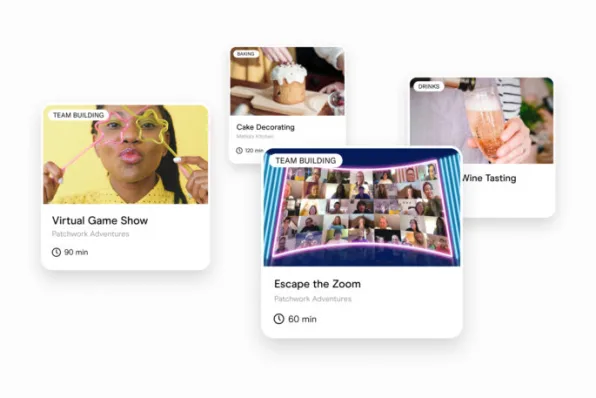 TEAM BUILDING
Virtual Game Show
Patchwork Adventures
90 min
BAKING
Cake Decorating
120 min
DRINKS
Wine Tasting
TEAM BUILDING
Escape the Zoom
Patchwork Adventures
60 min